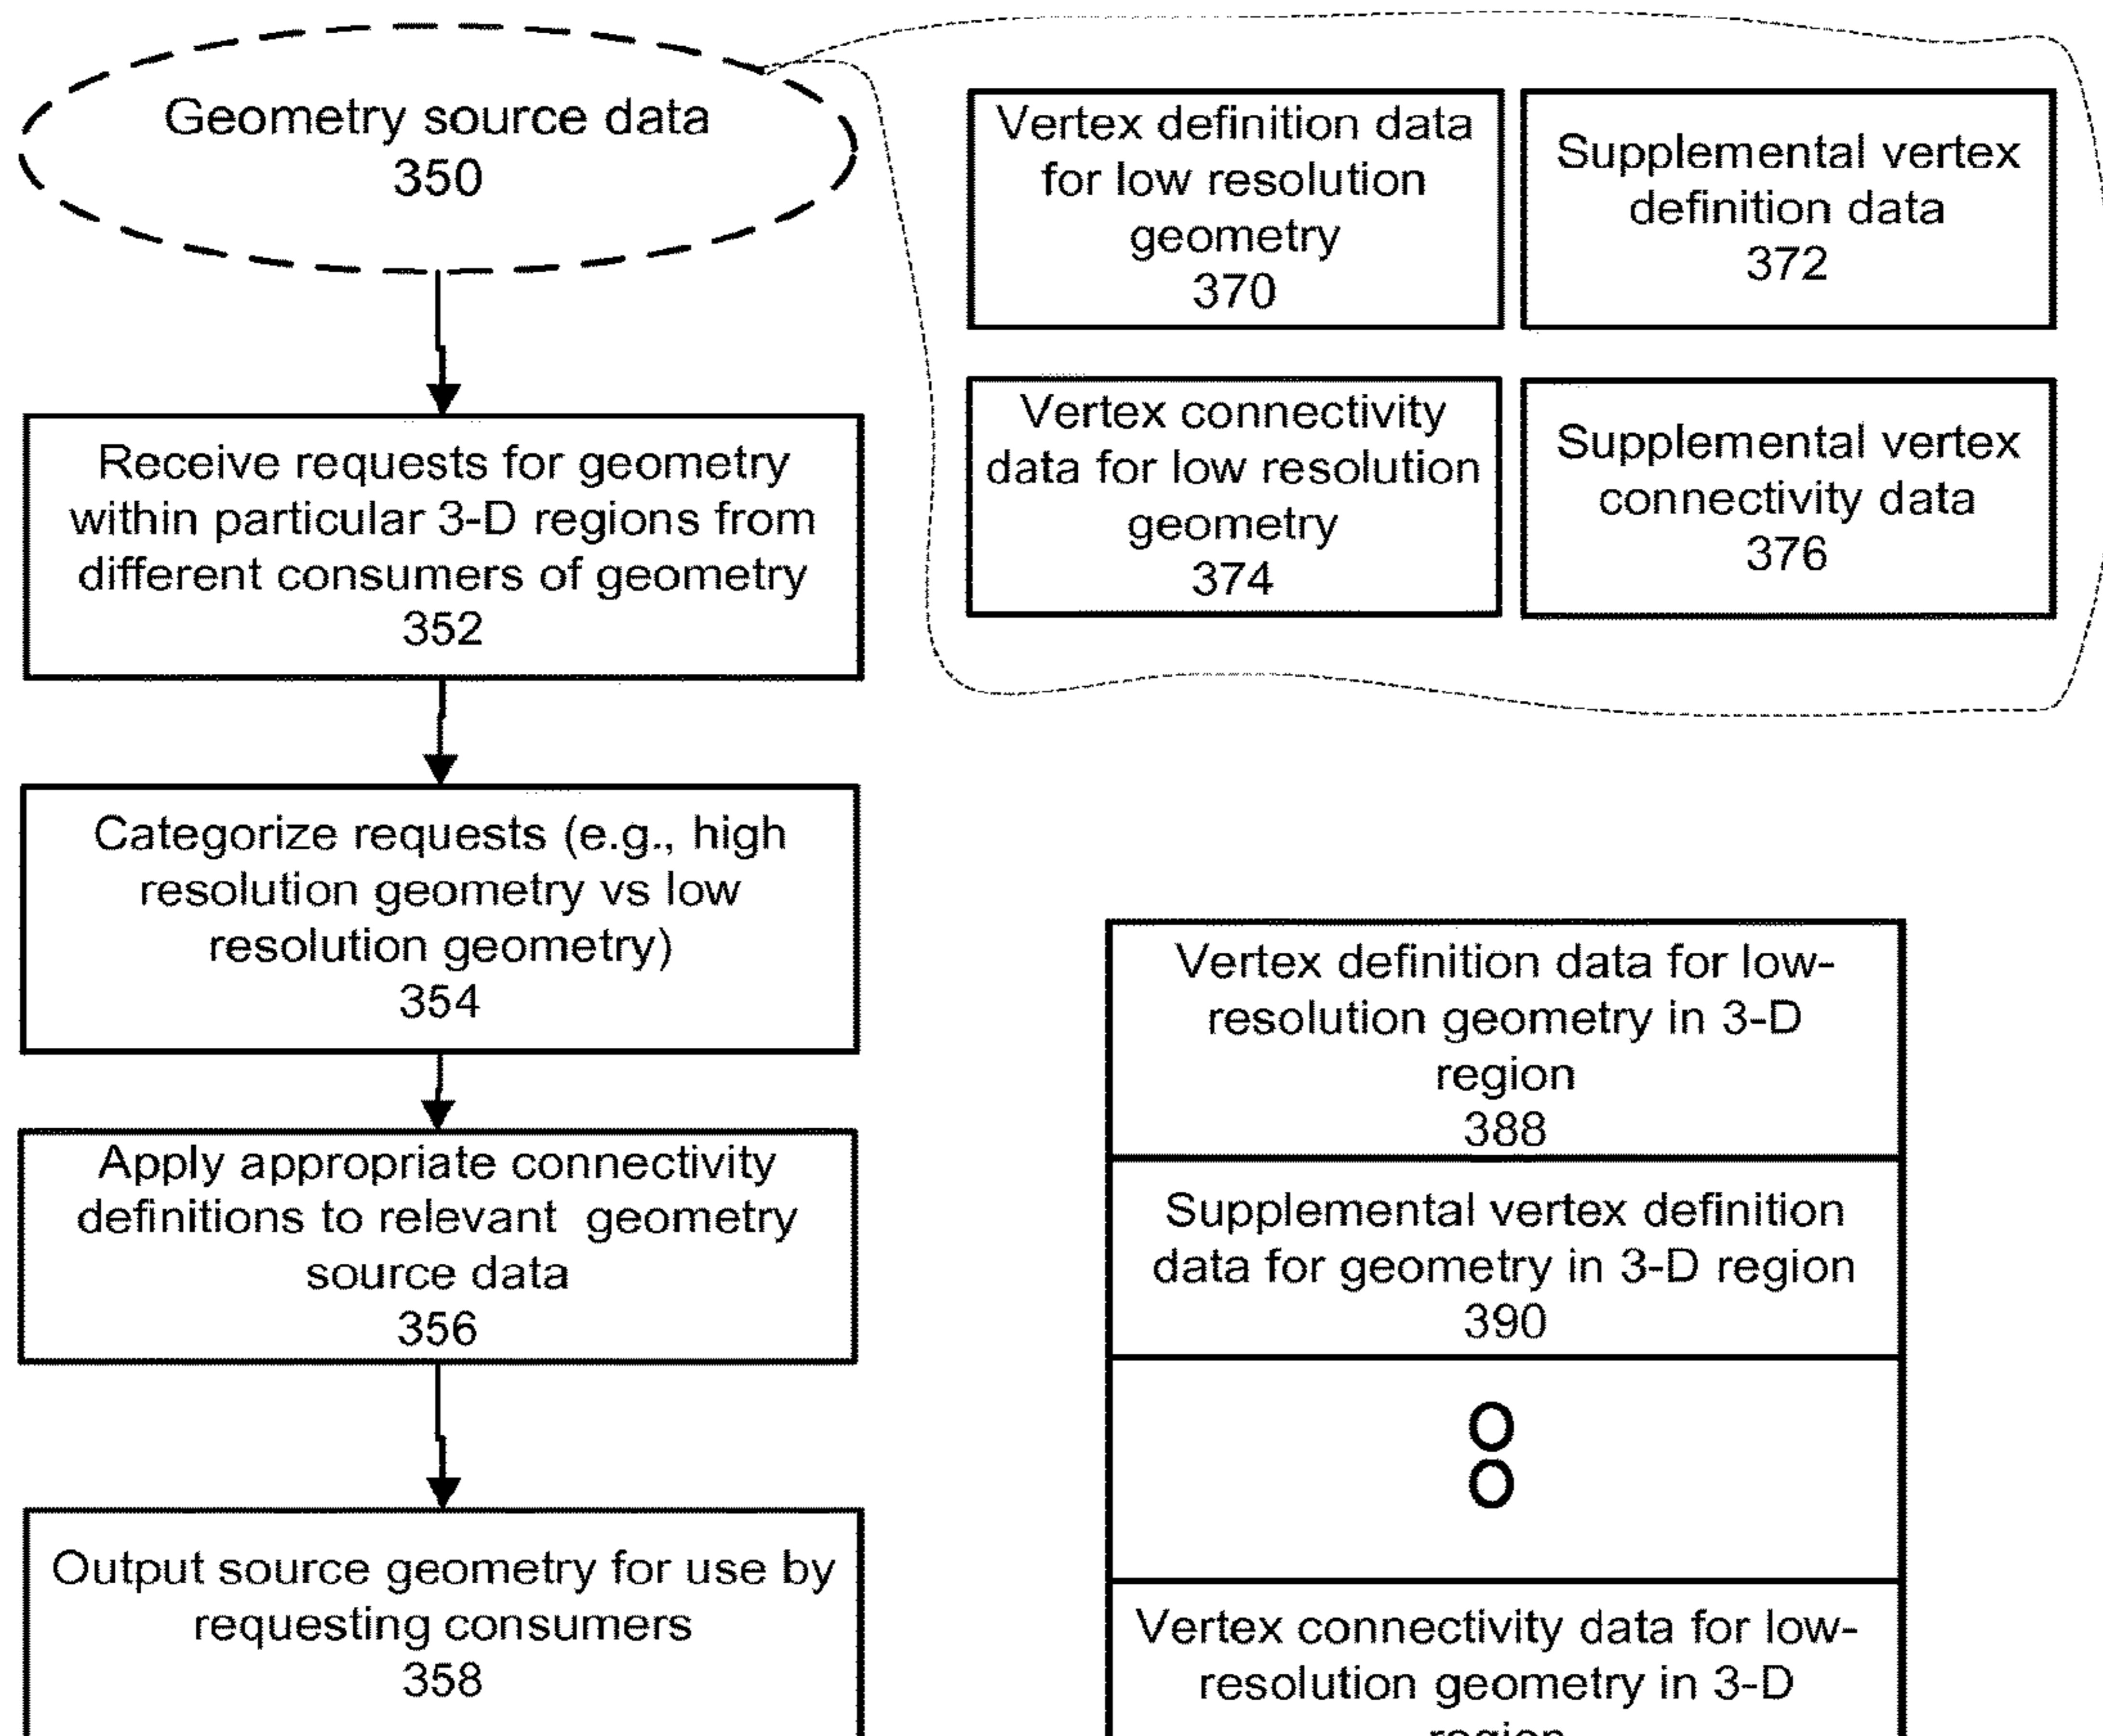 Geometry source data
350
Receive requests for geometry
within particular 3-D regions from
different consumers of geometry
352
Categorize requests (e.g., high
resolution geometry vs low
resolution geometry)
354
Apply appropriate connectivity
definitions to relevant geometry
source data
356
Output source geometry for use by
requesting consumers
358
Vertex definition data
for low resolution
geometry
370
Supplemental vertex
definition data
372
Vertex connectivity
data for low resolution
geometry
374
Supplemental vertex
connectivity data
376
Vertex definition data for low-
resolution geometry in 3-D
region
388
Supplemental vertex definition
data for geometry in 3-D region
390
Vertex connectivity data for low-
resolution geometry in 3-D
region